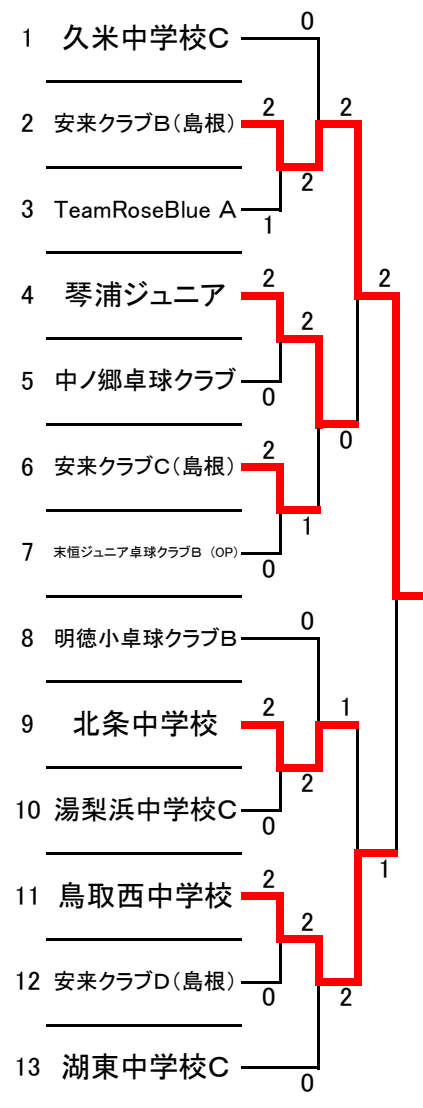 0
1 久米中学校C
2 2
2 安来クラブB(島根)
2
3 TeamRoseBlue A
1
2 2
4 琴浦ジュニア
2
5 中ノ郷卓球クラブ
0 0
2
6 安来クラブC(島根)
1
7 末恒ジュニア卓球クラブB (OP)
0
0
8 明徳小卓球クラブB
2 1
9 北条中学校
2
10 湯梨浜中学校C
0
1
2
11 鳥取西中学校
2
12 安来クラブD(島根)
0 2
13 湖東中学校C
0